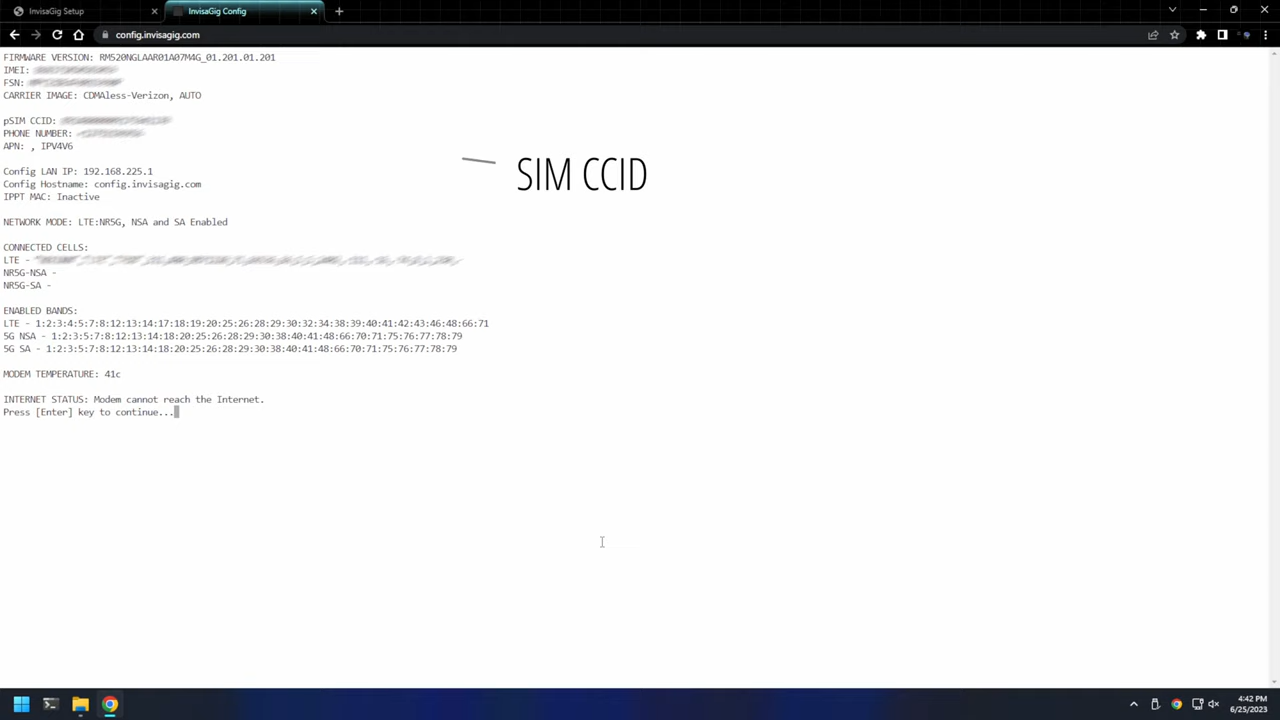 InvisaGig Setup
InvisaGig Config
config.invisagig.com
FIRMWARE VERSION: RM520NGLAAR01A07M4G_01.201.01.201
IMEI:
FSN:
CARRIER IMAGE: CDMAless-Verizon, AUTO
pSIM CCID:
PHONE NUMBER:
APN: , IPV4V6
SIM CCID
Config LAN IP: 192.168.225.1
Config Hostname: config.invisagig.com
IPPT MAC: Inactive
NETWORK MODE: LTE:NR5G, NSA and SA Enabled
CONNECTED CELLS:
LTE -
NR5G-NSA -
NR5G-SA -
ENABLED BANDS:
LTE - 1:2:3:4:5:7:8:12:13:14:17:18:19:20:25:26:28:29:30:32:34:38:39:40:41:42:43:46:48:66:71
5G NSA - 1:2:3:5:7:8:12:13:14:18:20:25:26:28:29:30:38:40:41:48:66:70:71:75:76:77:78:79
5G SA - 1:2:3:5:7:8:12:13:14:18:20:25:26:28:29:30:38:40:41:48:66:70:71:75:76:77:78:79
MODEM TEMPERATURE: 41c
INTERNET STATUS: Modem cannot reach the Internet.
Press [Enter] key to continue...
4:42 PM
6/25/2023